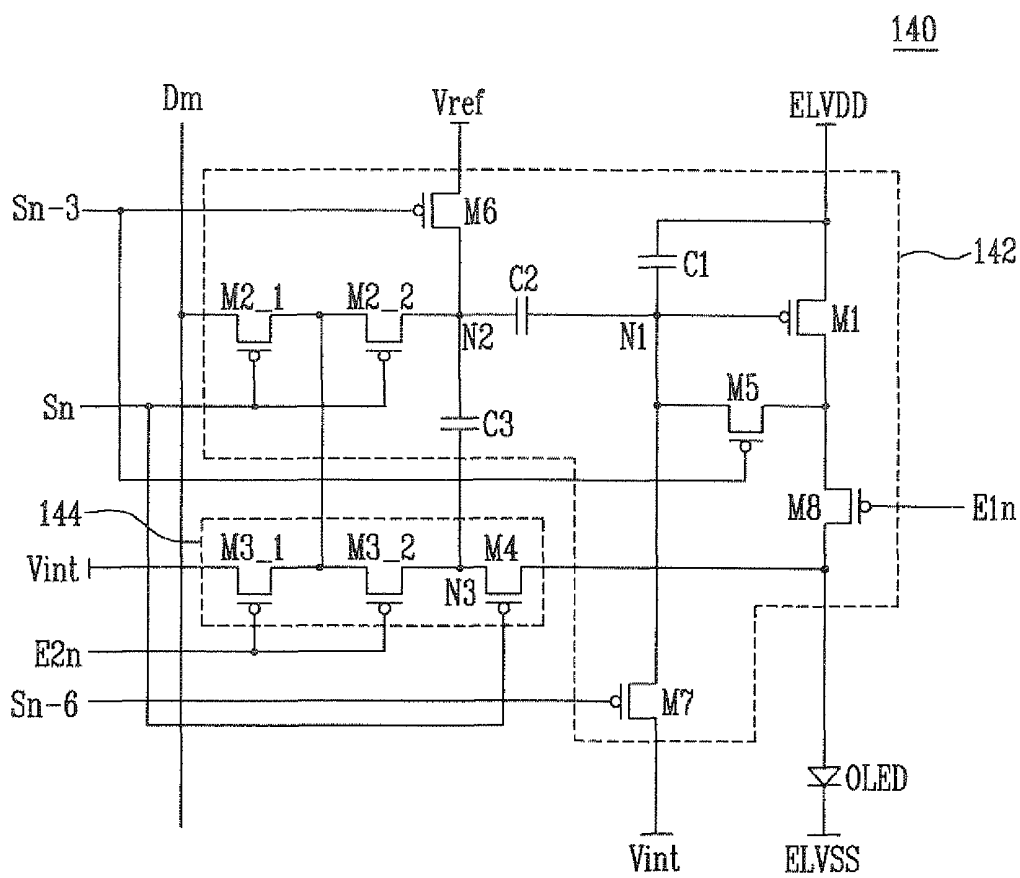 140
Dm
Vref
ELVDD
Sn-3
M6
142
C1
C2
M2_1
M2_2
N2
N1
M1
M5
Sn
C3
M8
E1n
144
M3_1
M3_2
M4
Vint
N3
E2n
Sn-6
M7
OLED
Vint
ELVSS